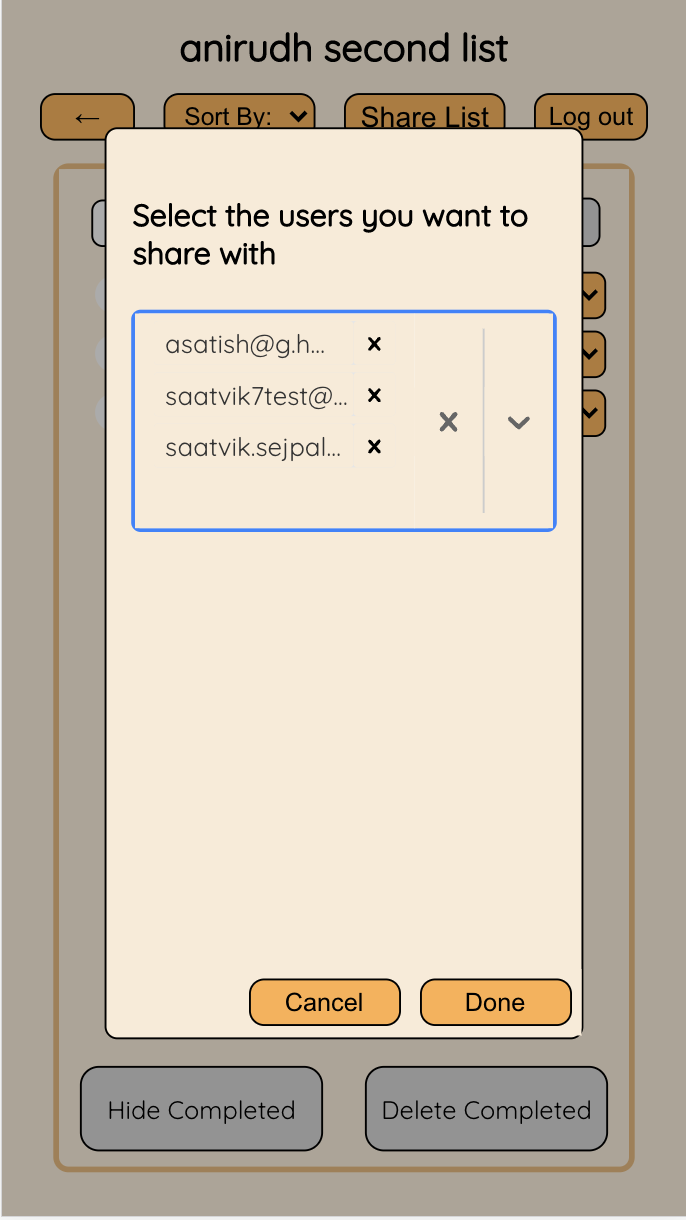 anirudh second list
← Sort By: Share List Log out
Select the users you want to
share with
asatish@g.h... x
saatvik7test@... x
saatvik.sejpal... x
Cancel Done
Hide Completed Delete Completed